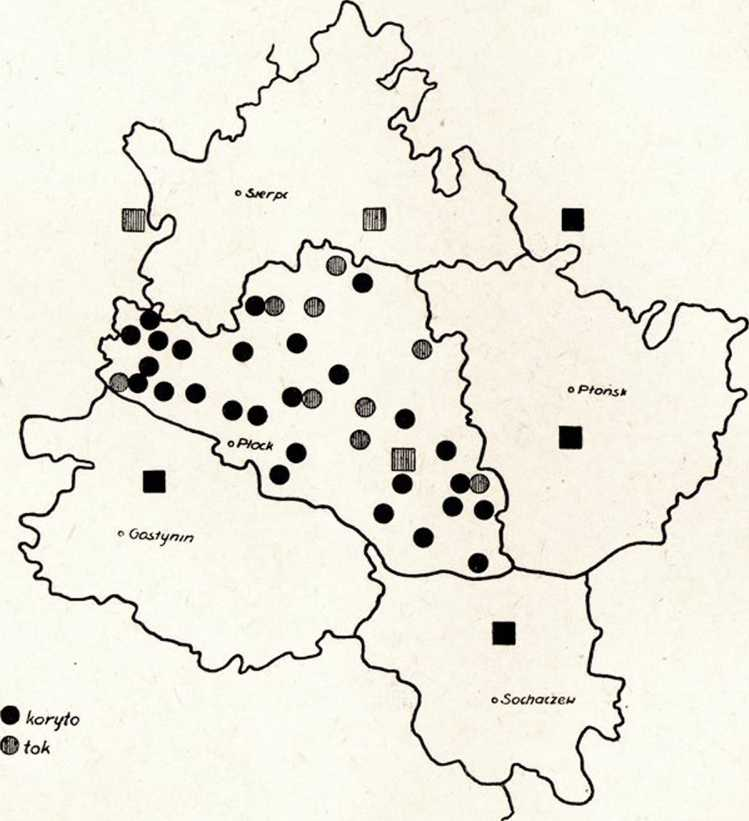 Sierpc
Płońsk
Płock
Gostynin
Sochaczew
koryto
tok